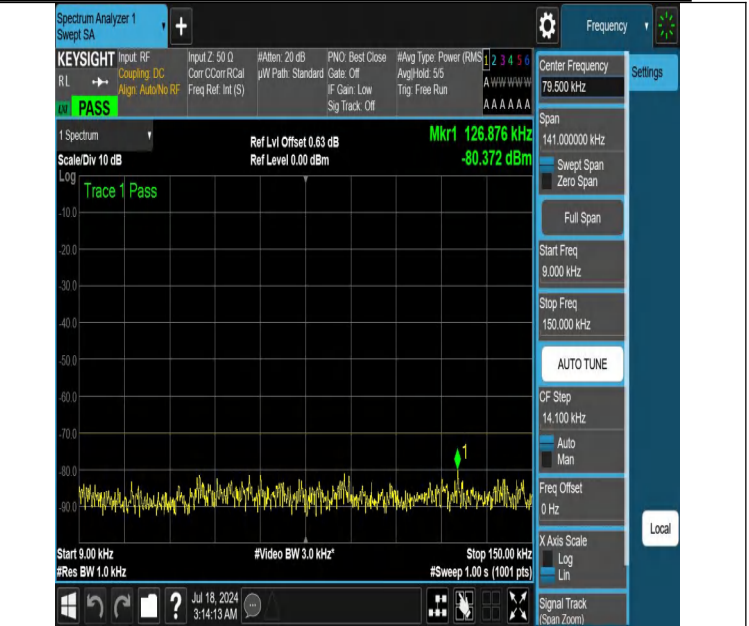 Spectrum Analyzer 1
Swept SA
+
Frequency
KEYSIGHT
RL
PASS
Input: RF
Coupling: DC
Align: Auto/No RF
Input Z: 50 Ω
Corr CCorr RCal
Freq Ref: Int (S)
#Atten: 20 dB
µW Path: Standard
PNO: Best Close
Gate: Off
IF Gain: Low
Sig Track: Off
#Avg Type: Power (RMS
Avg|Hold: 5/5
Trig: Free Run
1 2 3 4 5 6
A W W W W W
A A A A A A
Center Frequency
79.500 kHz
Settings
Span
141.000000 kHz
Swept Span
Zero Span
Full Span
Start Freq
9.000 kHz
Stop Freq
150.000 kHz
AUTO TUNE
CF Step
14.100 kHz
Auto
Man
Freq Offset
0 Hz
X Axis Scale
Log
Lin
Signal Track
(Span Zoom)
Local
1 Spectrum
Scale/Div 10 dB
Ref Lvl Offset 0.63 dB
Ref Level 0.00 dBm
Mkr1 126.876 kHz
-80.372 dBm
Log
Trace 1 Pass
-10.0
-20.0
-30.0
-40.0
-50.0
-60.0
-70.0
-80.0
-90.0
1
Start 9.00 kHz
#Res BW 1.0 kHz
#Video BW 3.0 kHz*
Stop 150.00 kHz
#Sweep 1.00 s (1001 pts)
?
Jul 18, 2024
3:14:13 AM